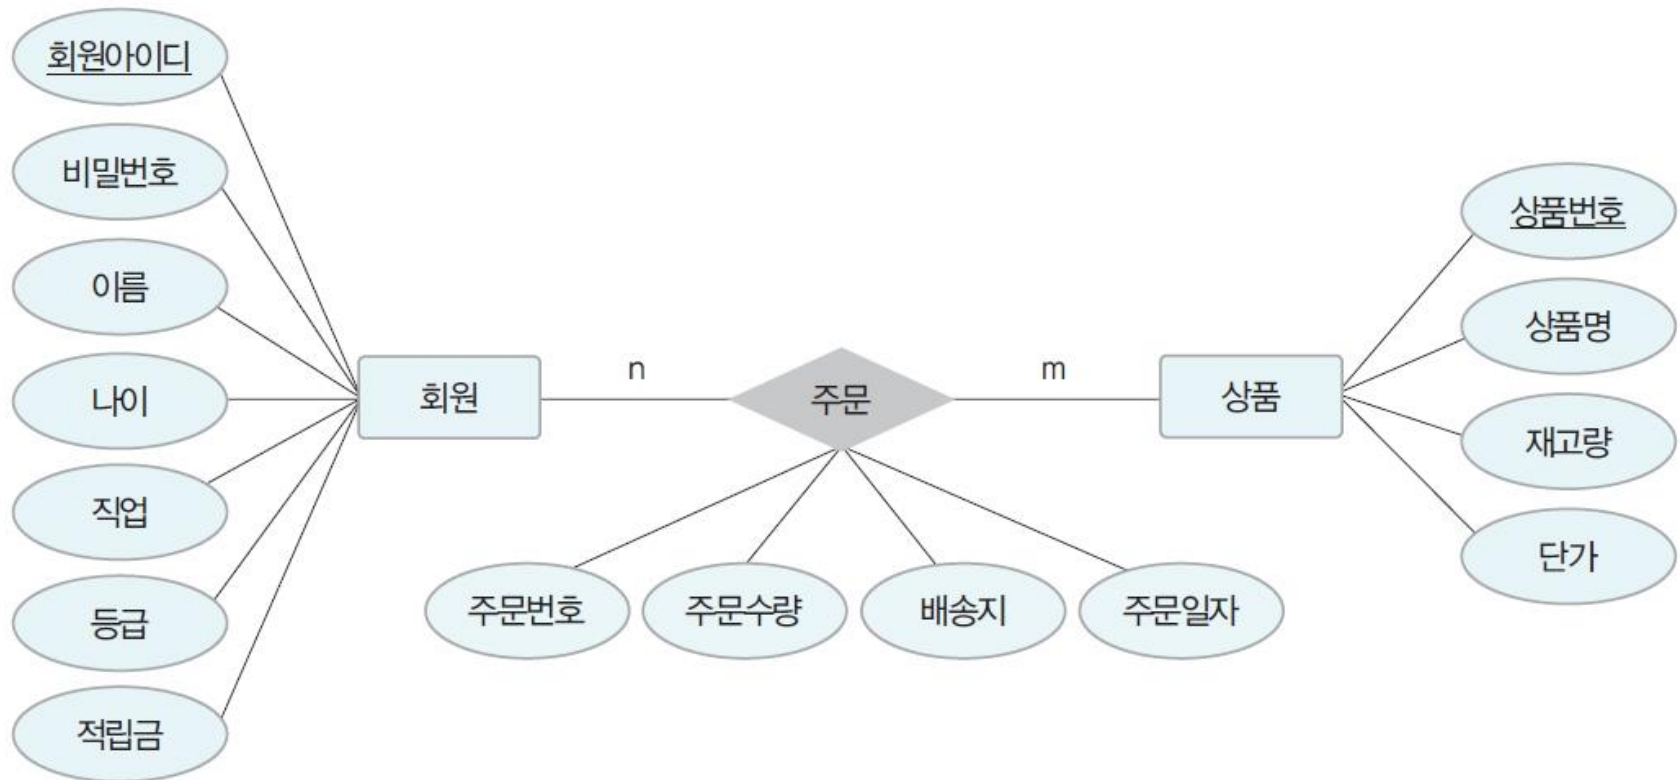 회원아이디
비밀번호
이름
나이
직업
등급
적립금
회원
n
주문
m
상품
주문번호
주문수량
배송지
주문일자
상품번호
상품명
재고량
단가